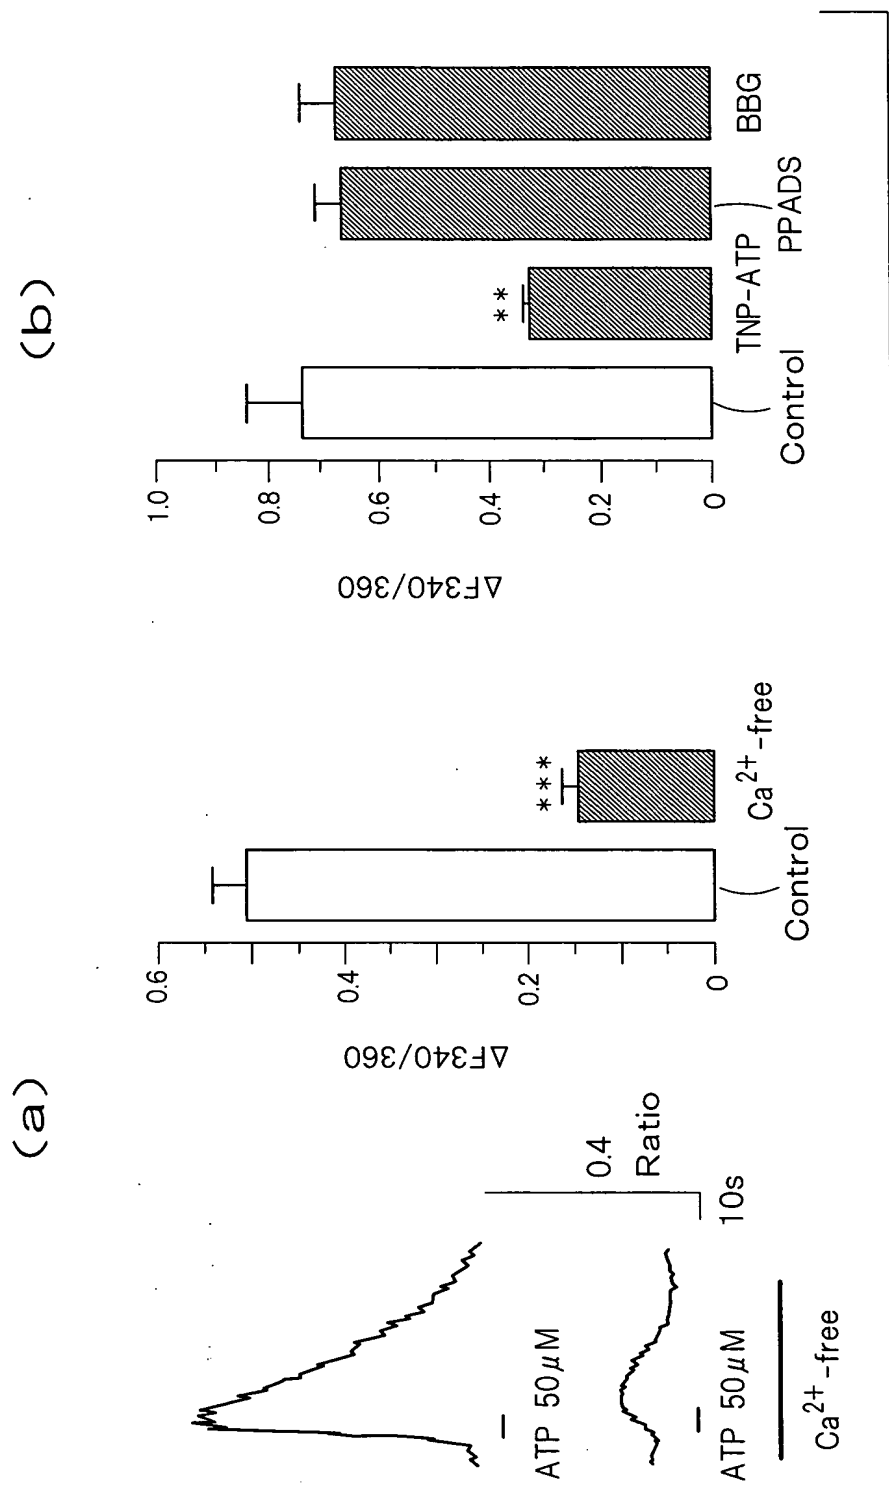 (a)
ATP 50μM
ATP 50μM
Ca2+-free
0.4
Ratio
10s
ΔF340/360
0.6
0.4
0.2
0
***
Control
Ca2+-free
(b)
ΔF340/360
1.0
0.8
0.6
0.4
0.2
0
**
Control
TNP-ATP
PPADS
BBG